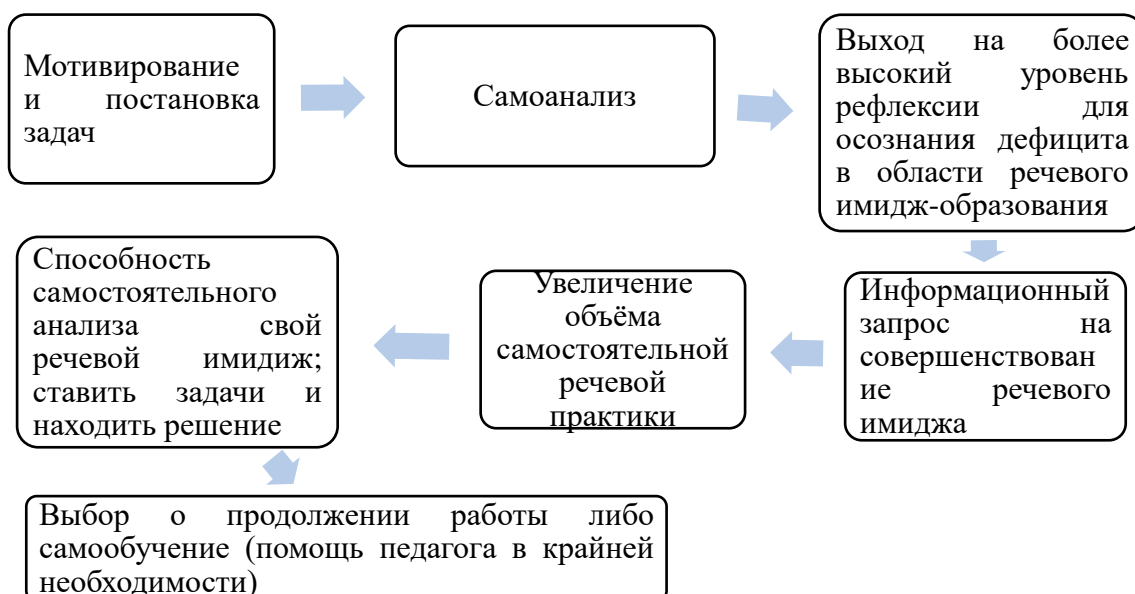 Мотивирование
и постановка
задач
Самоанализ
Выход на более
высокий уровень
рефлексии для
осознания дефицита
в области речевого
имидж-образования
Информационный
запрос на
совершенствован
ие речевого
имиджа
Увеличение
объёма
самостоятельной
речевой
практики
Способность
самостоятельного
анализа свой
речевой имидиж;
ставить задачи и
находить решение
Выбор о продолжении работы либо
самообучение (помощь педагога в крайней
необходимости)